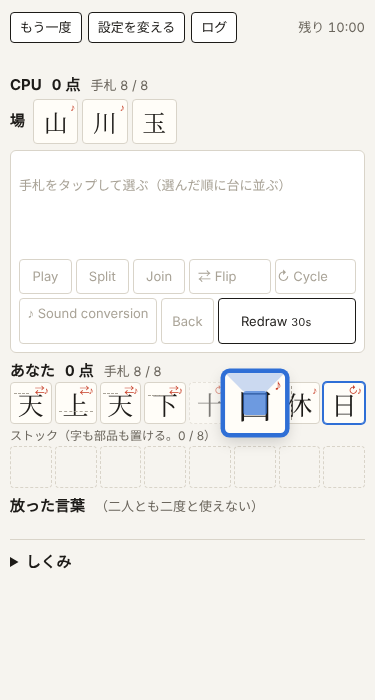 もう一度 設定を変える ログ 残り 10:00
CPU 0 点 手札 8 / 8
場 山♪ 川♪ 玉
手札をタップして選ぶ（選んだ順に台に並ぶ）
Play Split Join ⇄ Flip ↻ Cycle
♪ Sound conversion Back Redraw 30s
あなた 0 点 手札 8 / 8
天⇄♪ 上⇄♪ 天⇄♪ 下⇄♪ 十 ♪ 休♪ 日↻♪
ストック（字も部品も置ける。0 / 8）
放った言葉 （二人とも二度と使えない）
▶ しくみ